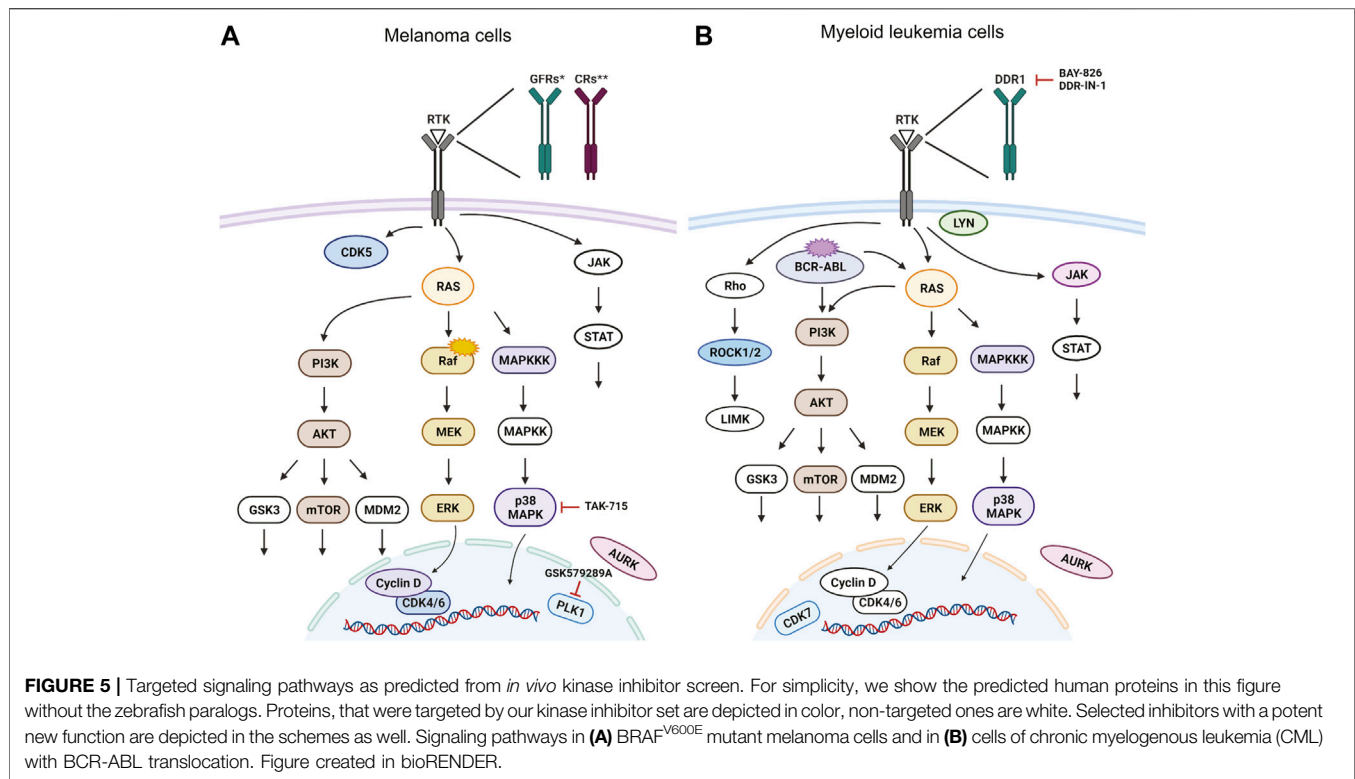 A
Melanoma cells
GFRs* CRs**
RTK
CDK5
JAK
RAS
STAT
PI3K
Raf
MAPKKK
AKT
MEK
MAPKK
GSK3
mTOR
MDM2
ERK
p38
MAPK
TAK-715
AURK
GSK579289A
Cyclin D
CDK4/6
PLK1
B
Myeloid leukemia cells
DDR1
BAY-826
DDR-IN-1
RTK
LYN
BCR-ABL
Rho
RAS
JAK
PI3K
ROCK1/2
Raf
MAPKKK
STAT
AKT
LIMK
MEK
MAPKK
GSK3
mTOR
MDM2
ERK
p38
MAPK
AURK
Cyclin D
CDK4/6
CDK7
FIGURE 5 | Targeted signaling pathways as predicted from in vivo kinase inhibitor screen. For simplicity, we show the predicted human proteins in this figure
without the zebrafish paralogs. Proteins, that were targeted by our kinase inhibitor set are depicted in color, non-targeted ones are white. Selected inhibitors with a potent
new function are depicted in the schemes as well. Signaling pathways in (A) BRAFV600E mutant melanoma cells and in (B) cells of chronic myelogenous leukemia (CML)
with BCR-ABL translocation. Figure created in bioRENDER.